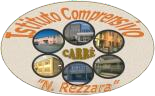 Istituto Comprensivo
CARRÈ
"N. Rezzara"